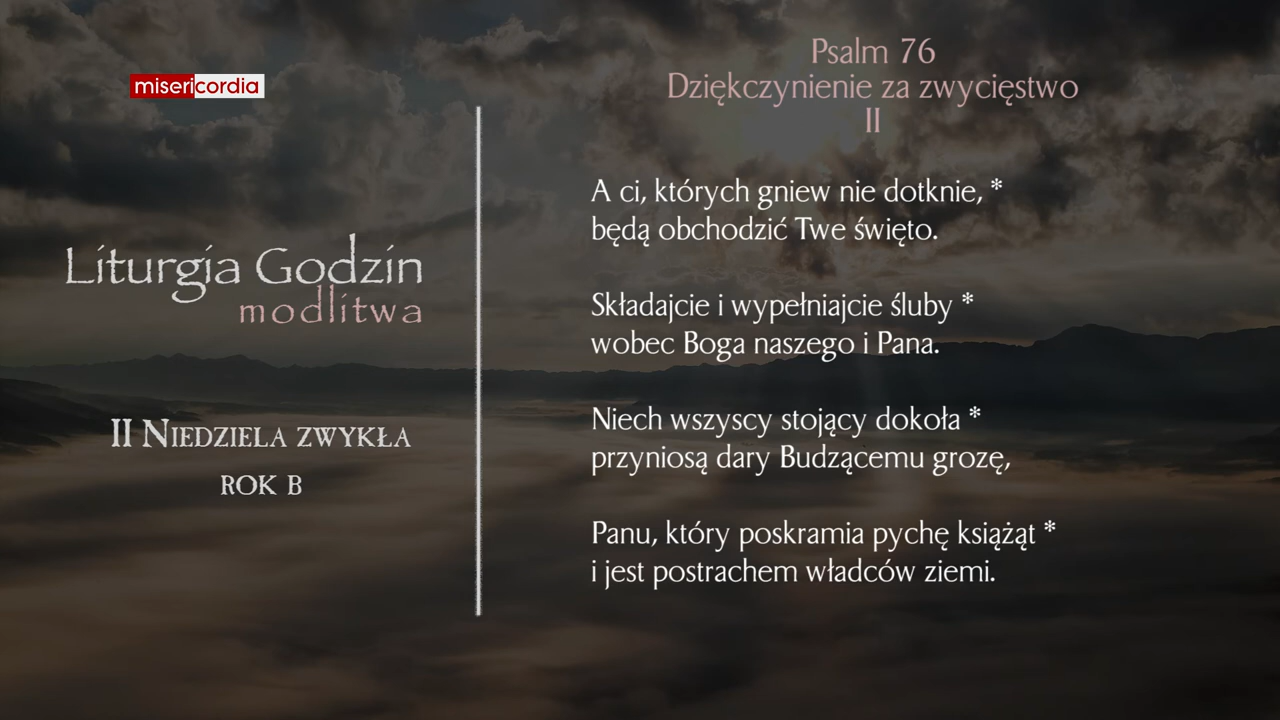 misericordia
Liturgia Godzin
modlitwa
II Niedziela zwykła
rok B
Psalm 76
Dziękczynienie za zwycięstwo
II
A ci, których gniew nie dotknie, *
będą obchodzić Twe święto.
Składajcie i wypełniajcie śluby *
wobec Boga naszego i Pana.
Niech wszyscy stojący dokoła *
przyniosą dary Budzącemu grozę,
Panu, który poskramia pychę książąt *
i jest postrachem władców ziemi.